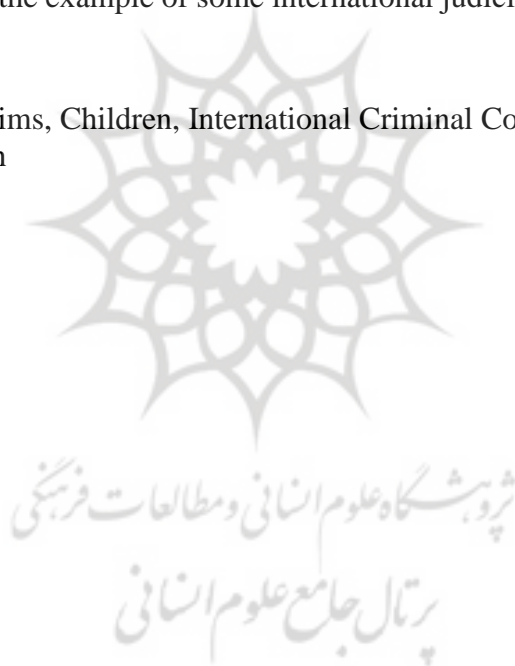 the example of some international judici
ims, Children, International Criminal Co
پژوهشگاه علوم انسانی و مطالعات فرهنگی
پرتال جامع علوم انسانی